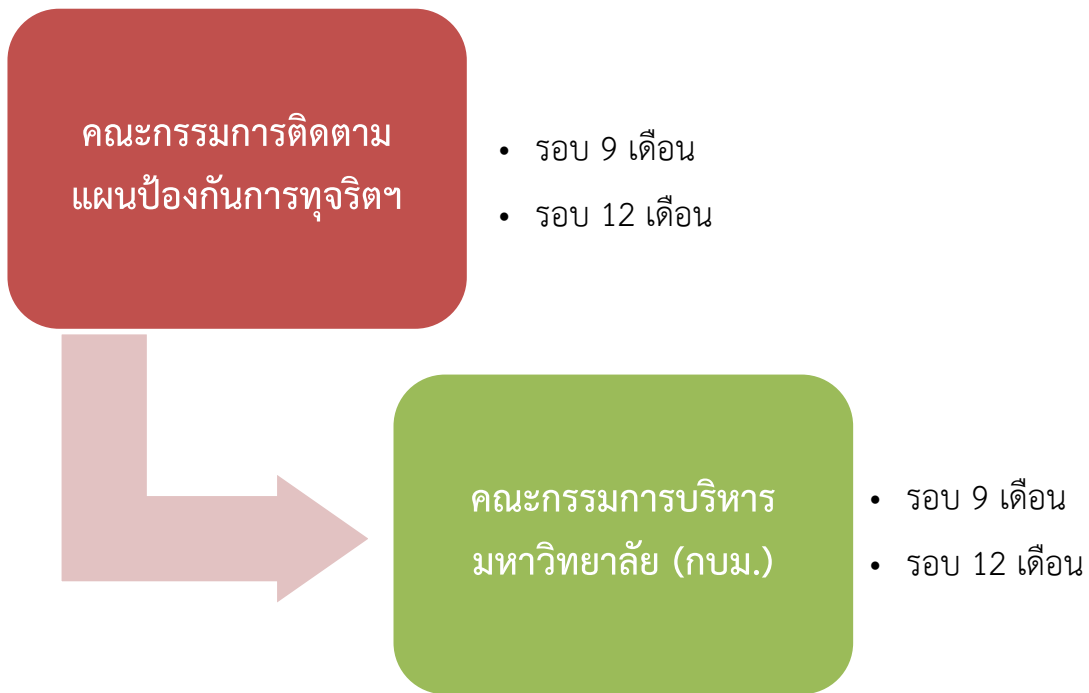 คณะกรรมการติดตาม
แผนป้องกันการทุจริตฯ
• รอบ 9 เดือน
• รอบ 12 เดือน
คณะกรรมการบริหาร
มหาวิทยาลัย (กบม.)
• รอบ 9 เดือน
• รอบ 12 เดือน